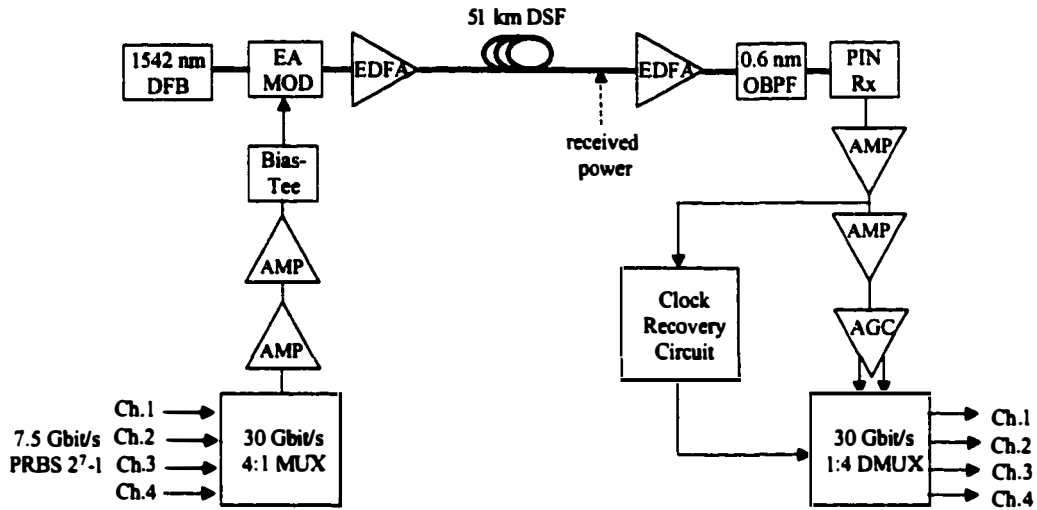 51 km DSF
1542 nm
DFB
EA
MOD
EDFA
EDFA
0.6 nm
OBPF
PIN
Rx
received
power
Bias-
Tee
AMP
AMP
AMP
AMP
AGC
Clock
Recovery
Circuit
7.5 Gbit/s
PRBS 2⁷-1
Ch.1
Ch.2
Ch.3
Ch.4
30 Gbit/s
4:1 MUX
30 Gbit/s
1:4 DMUX
Ch.1
Ch.2
Ch.3
Ch.4